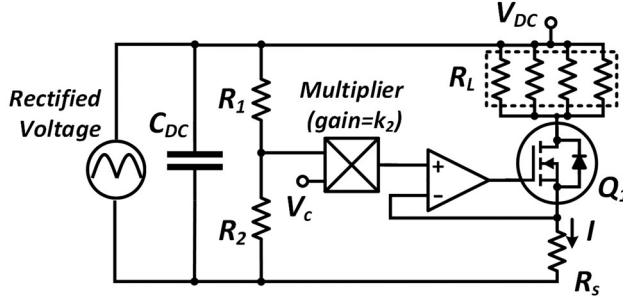 V_DC
Rectified
Voltage
C_DC
R_1
Multiplier
(gain=k_2)
R_L
V_c
+
-
Q_1
R_2
I
R_s